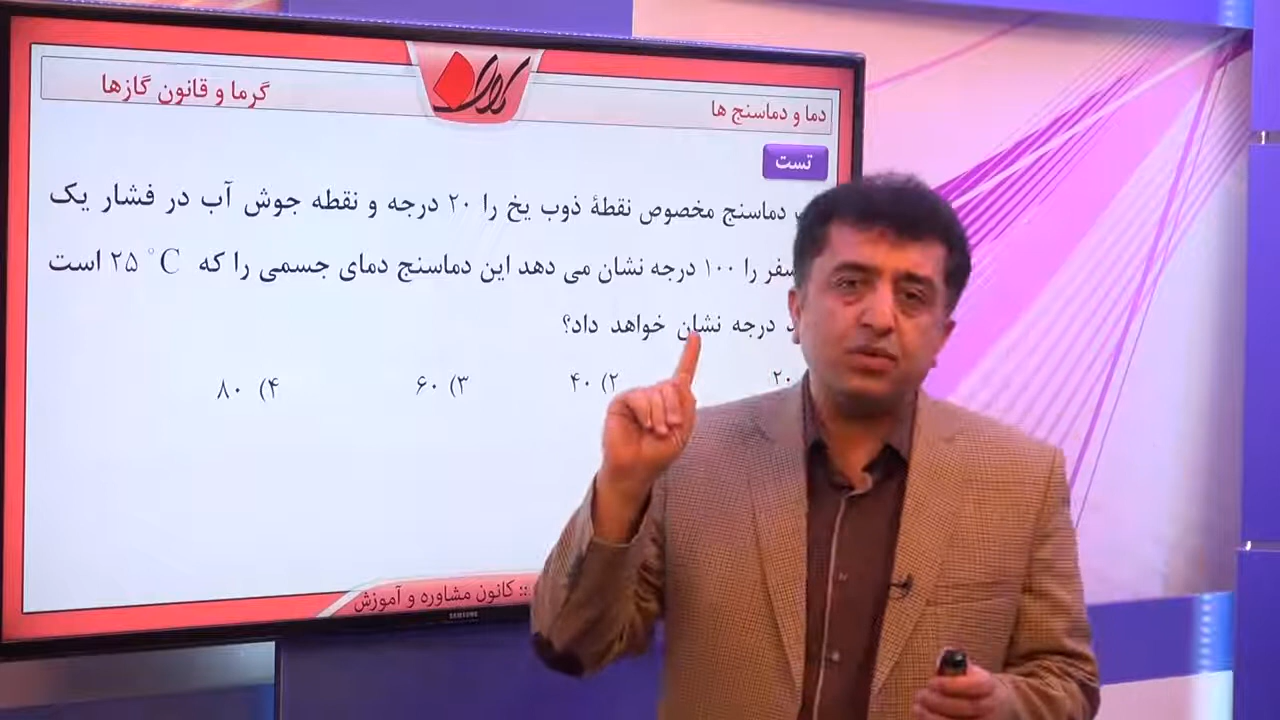 دما و دماسنج ها
گرما و قانون گازها
تست
دماسنج مخصوص نقطهٔ ذوب یخ را ۲۰ درجه و نقطه جوش آب در فشار یک
را ۱۰۰ درجه نشان می دهد این دماسنج دمای جسمی را که ۲۵ °C است
درجه نشان خواهد داد؟
۲۰ ۲) ۴۰ ۳) ۶۰ ۴) ۸۰
:: کانون مشاوره و آموزش
SAMSUNG